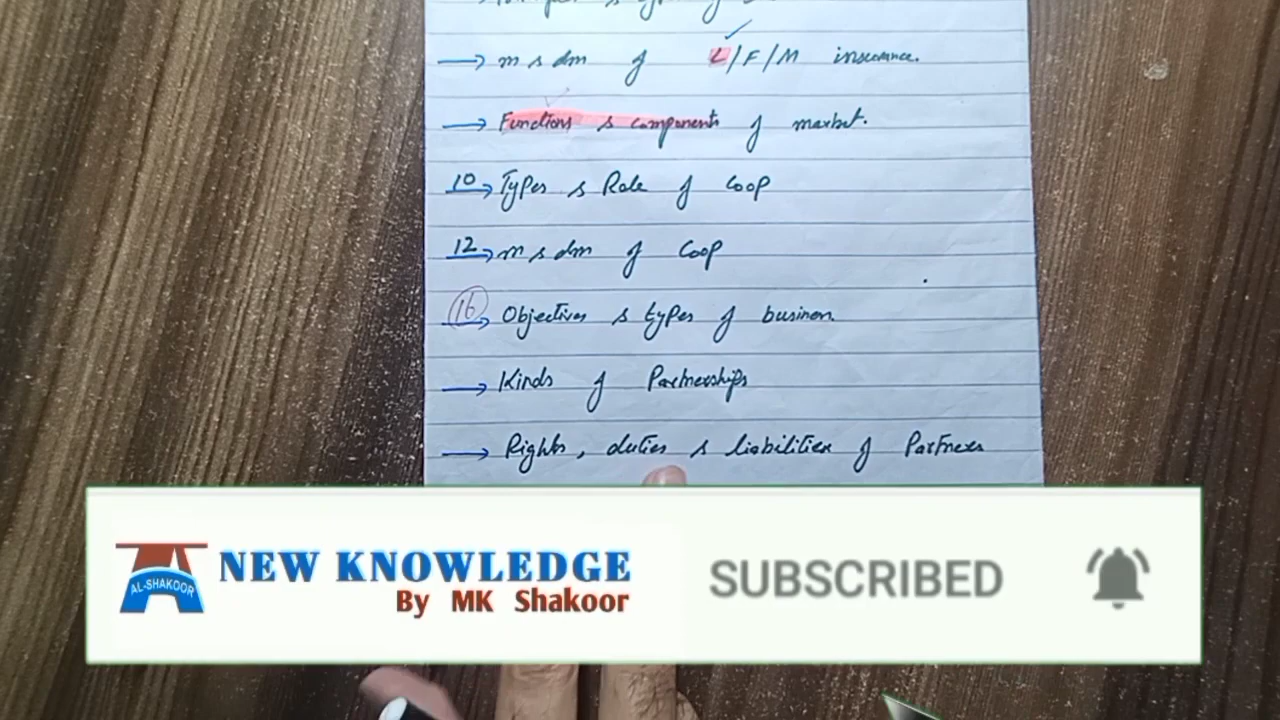 → m & dm of L/F/M insurance.
→ Functions & components of market.
10→ Types & Role of Coop
12→ m & dm of Coop
16→ Objectives & types of business.
→ Kinds of Partnerships
→ Rights, duties & liabilities of Partners
AL-SHAKOOR
NEW KNOWLEDGE
By MK Shakoor
SUBSCRIBED